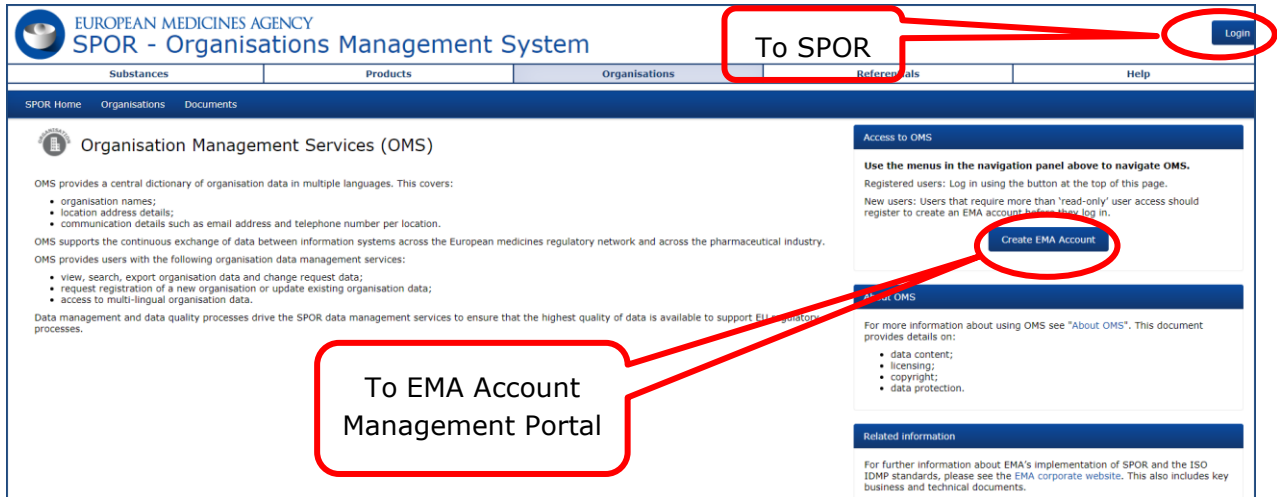 EUROPEAN MEDICINES AGENCY
SPOR - Organisations Management System
To SPOR
Login
Substances
Products
Organisations
Referentials
Help
SPOR Home Organisations Documents
ORGANISATION
Organisation Management Services (OMS)
OMS provides a central dictionary of organisation data in multiple languages. This covers:
• organisation names;
• location address details;
• communication details such as email address and telephone number per location.
OMS supports the continuous exchange of data between information systems across the European medicines regulatory network and across the pharmaceutical industry.
OMS provides users with the following organisation data management services:
• view, search, export organisation data and change request data;
• request registration of a new organisation or update existing organisation data;
• access to multi-lingual organisation data.
Data management and data quality processes drive the SPOR data management services to ensure that the highest quality of data is available to support EU regulatory
processes.
To EMA Account
Management Portal
Access to OMS
Use the menus in the navigation panel above to navigate OMS.
Registered users: Log in using the button at the top of this page.
New users: Users that require more than 'read-only' user access should
register to create an EMA account before they log in.
Create EMA Account
About OMS
For more information about using OMS see "About OMS". This document
provides details on:
• data content;
• licensing;
• copyright;
• data protection.
Related information
For further information about EMA's implementation of SPOR and the ISO
IDMP standards, please see the EMA corporate website. This also includes key
business and technical documents.